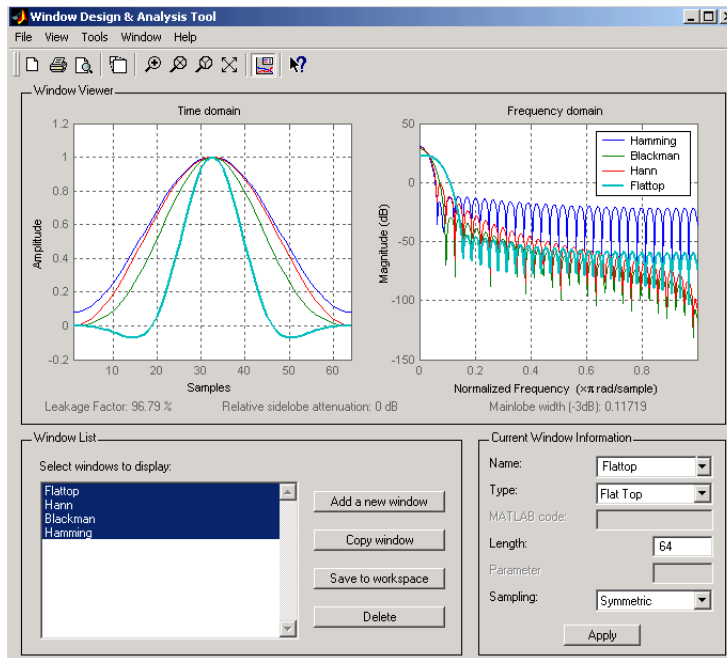 Window Design & Analysis Tool
File View Tools Window Help
Window Viewer
Time domain
Frequency domain
1.2
1
0.8
0.6
0.4
0.2
0
-0.2
Amplitude
10 20 30 40 50 60
Samples
50
0
-50
-100
-150
Magnitude (dB)
Hamming
Blackman
Hann
Flattop
0 0.2 0.4 0.6 0.8
Normalized Frequency (×π rad/sample)
Leakage Factor: 96.79 % Relative sidelobe attenuation: 0 dB Mainlobe width (-3dB): 0.11719
Window List
Select windows to display:
Flattop
Hann
Blackman
Hamming
Add a new window
Copy window
Save to workspace
Delete
Current Window Information
Name: Flattop
Type: Flat Top
MATLAB code:
Length: 64
Parameter
Sampling: Symmetric
Apply